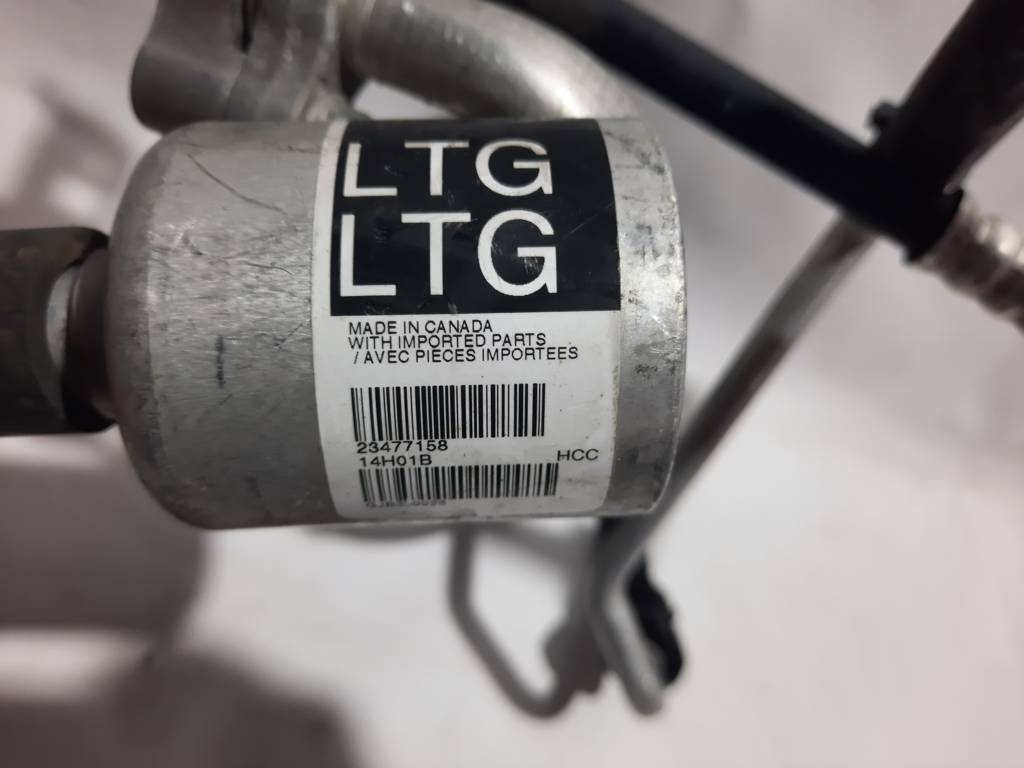 LTG
LTG
MADE IN CANADA
WITH IMPORTED PARTS
/ AVEC PIECES IMPORTEES
23477158
14H01B HCC